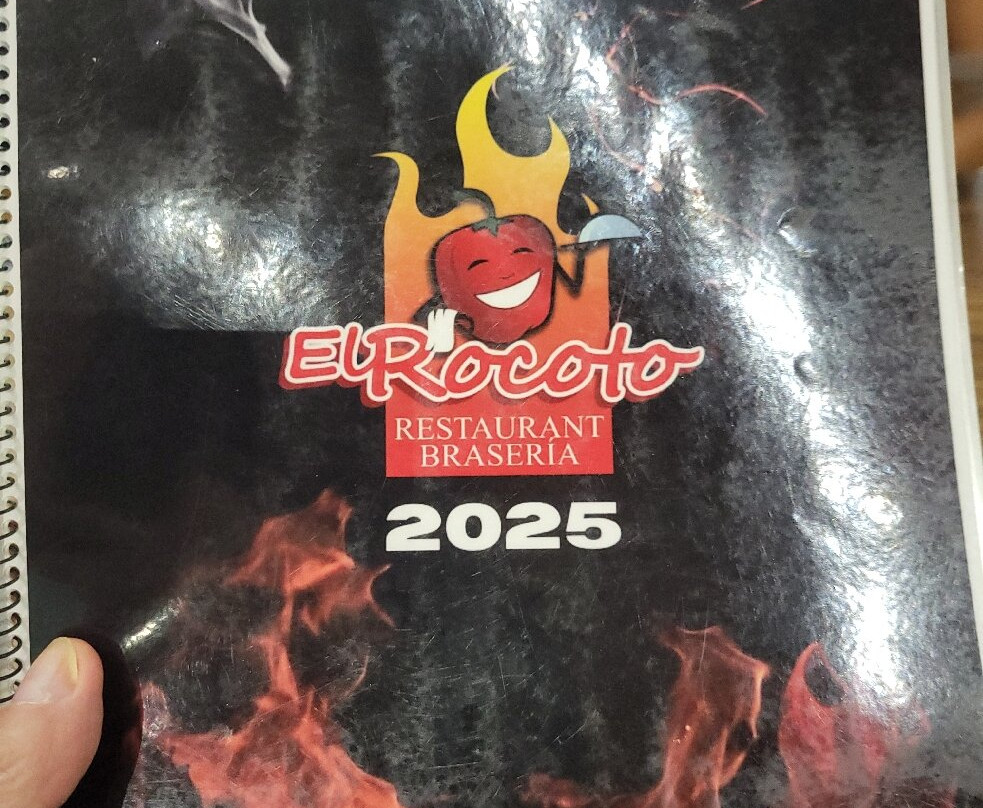 El Rocoto
RESTAURANT
BRASERÍA
2025